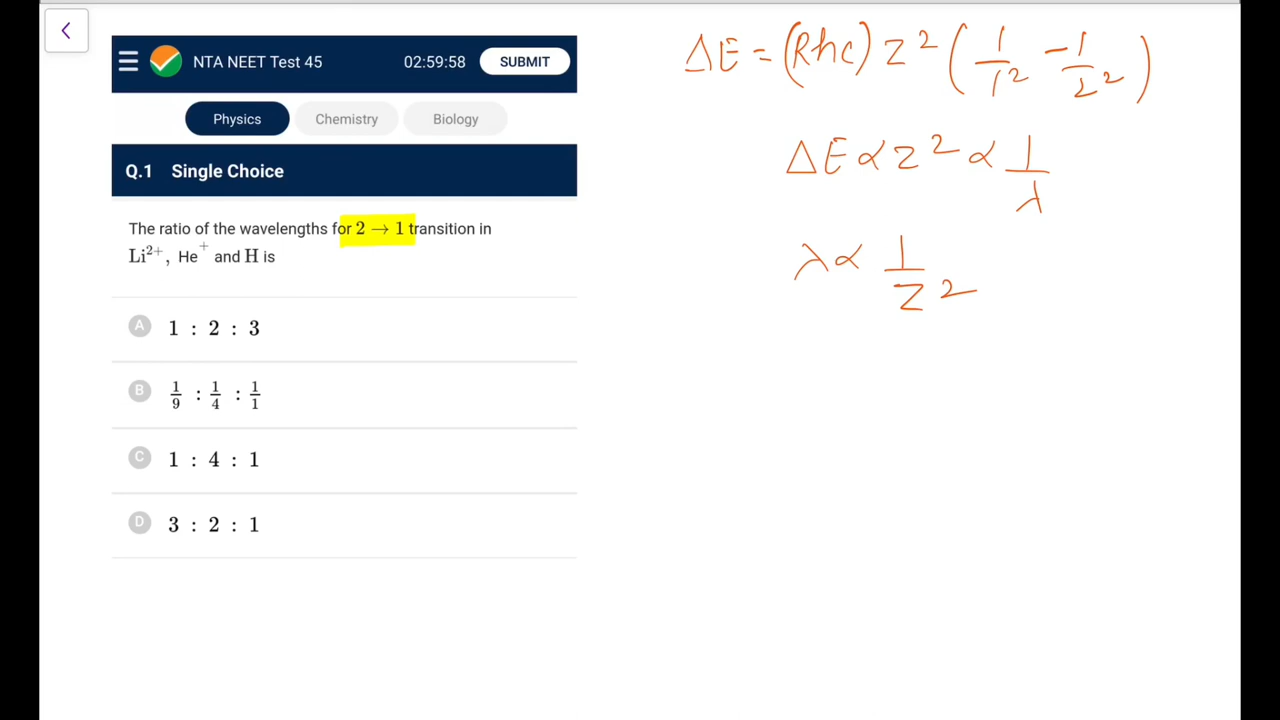 NTA NEET Test 45 02:59:58 SUBMIT
Physics Chemistry Biology
Q.1 Single Choice
The ratio of the wavelengths for 2 → 1 transition in
Li²⁺, He⁺ and H is
A 1 : 2 : 3
B 1/9 : 1/4 : 1/1
C 1 : 4 : 1
D 3 : 2 : 1
ΔE = (Rhc) Z² (1/1² - 1/2²)
ΔE ∝ Z² ∝ 1/λ
λ ∝ 1/Z²